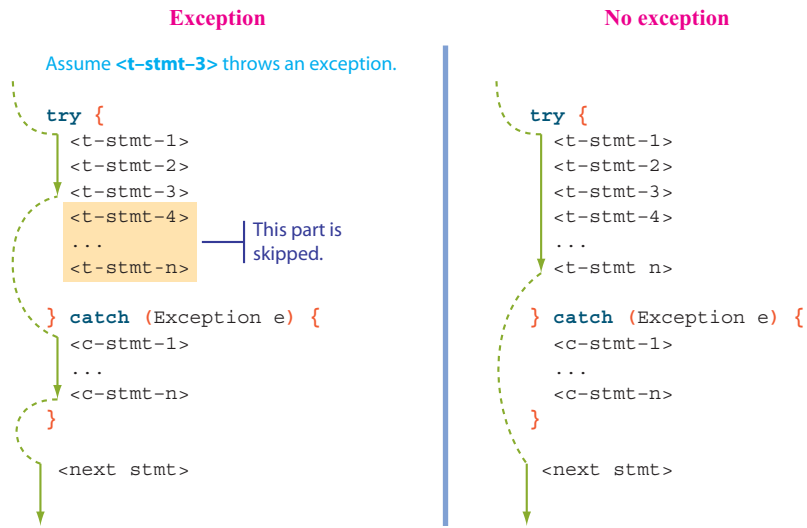 Exception
Assume <t–stmt–3> throws an exception.
try {
<t–stmt–1>
<t–stmt–2>
<t–stmt–3>
<t–stmt–4>
...
<t–stmt–n>
This part is
skipped.
} catch (Exception e) {
<c–stmt–1>
...
<c–stmt–n>
}
<next stmt>
No exception
try {
<t–stmt–1>
<t–stmt–2>
<t–stmt–3>
<t–stmt–4>
...
<t–stmt n>
} catch (Exception e) {
<c–stmt–1>
...
<c–stmt–n>
}
<next stmt>